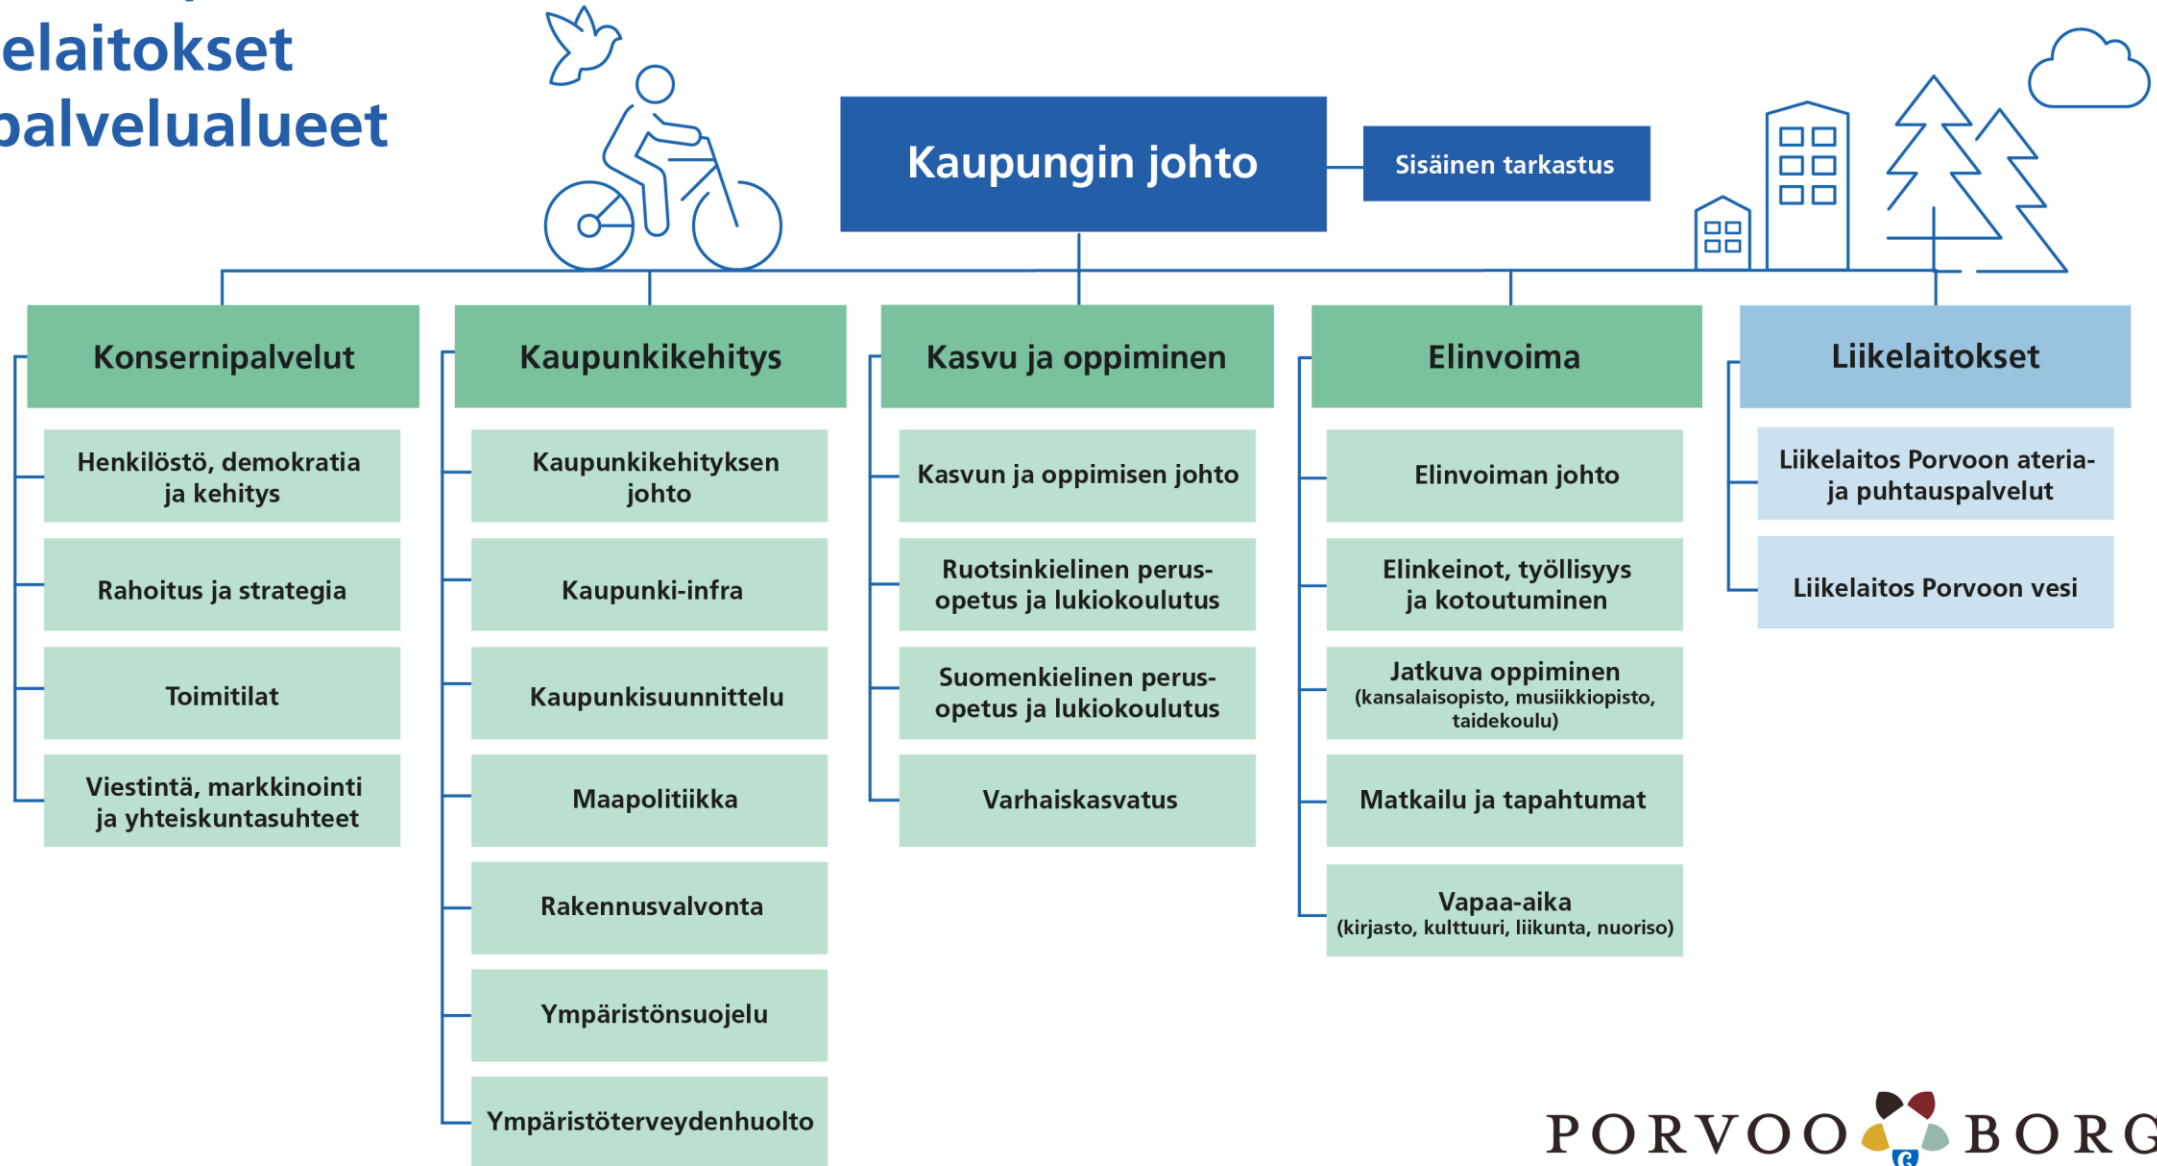 elaitokset
palvelualueet
Kaupungin johto
Sisäinen tarkastus
Konsernipalvelut
Henkilöstö, demokratia
ja kehitys
Rahoitus ja strategia
Toimitilat
Viestintä, markkinointi
ja yhteiskuntasuhteet
Kaupunkikehitys
Kaupunkikehityksen
johto
Kaupunki-infra
Kaupunkisuunnittelu
Maapolitiikka
Rakennusvalvonta
Ympäristönsuojelu
Ympäristöterveydenhuolto
Kasvu ja oppiminen
Kasvun ja oppimisen johto
Ruotsinkielinen perus-
opetus ja lukiokoulutus
Suomenkielinen perus-
opetus ja lukiokoulutus
Varhaiskasvatus
Elinvoima
Elinvoiman johto
Elinkeinot, työllisyys
ja kotoutuminen
Jatkuva oppiminen
(kansalaisopisto, musiikkiopisto,
taidekoulu)
Matkailu ja tapahtumat
Vapaa-aika
(kirjasto, kulttuuri, liikunta, nuoriso)
Liikelaitokset
Liikelaitos Porvoon ateria-
ja puhtauspalvelut
Liikelaitos Porvoon vesi
PORVOO BORG